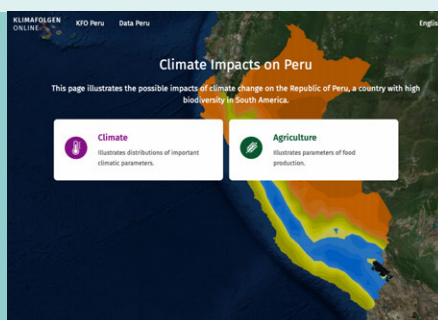 KLIMAFOLGEN
ONLINE
KFO Peru
Data Peru
Englis
Climate Impacts on Peru
This page illustrates the possible impacts of climate change on the Republic of Peru, a country with high
biodiversity in South America.
Climate
Illustrates distributions of important
climatic parameters.
Agriculture
Illustrates parameters of food
production.